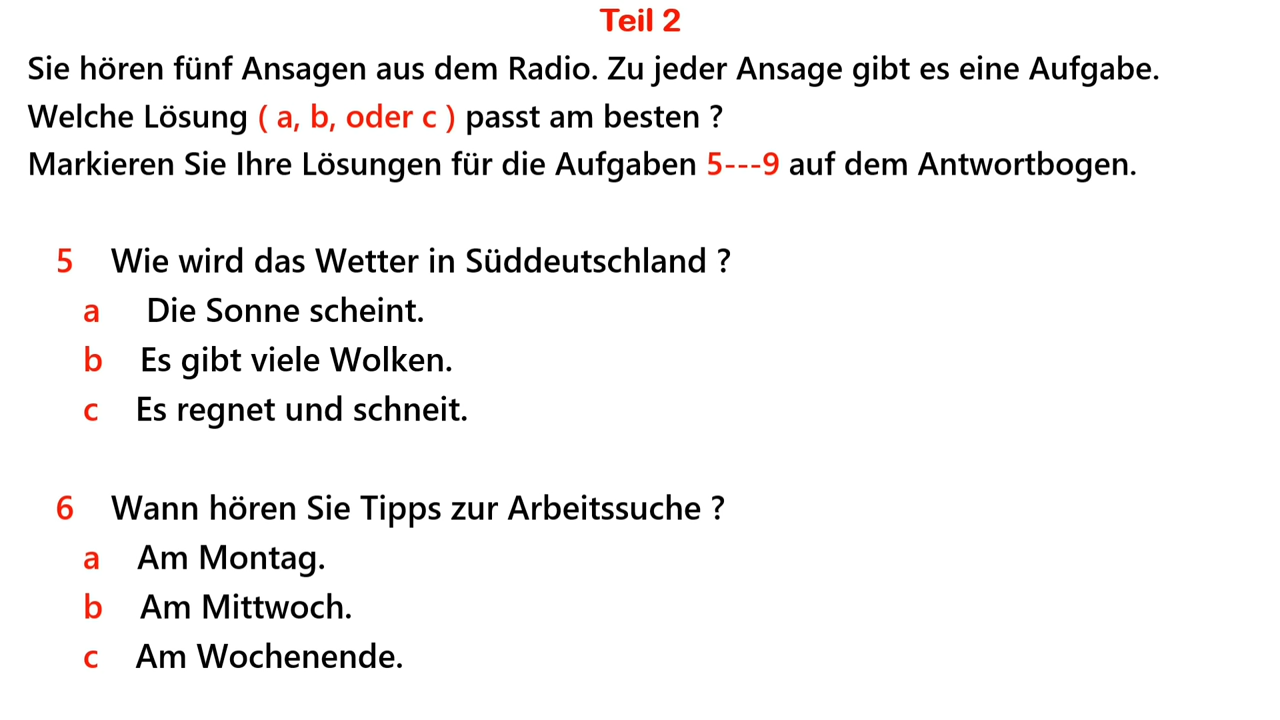 Teil 2
Sie hören fünf Ansagen aus dem Radio. Zu jeder Ansage gibt es eine Aufgabe.
Welche Lösung ( a, b, oder c ) passt am besten ?
Markieren Sie Ihre Lösungen für die Aufgaben 5---9 auf dem Antwortbogen.
5 Wie wird das Wetter in Süddeutschland ?
a Die Sonne scheint.
b Es gibt viele Wolken.
c Es regnet und schneit.
6 Wann hören Sie Tipps zur Arbeitssuche ?
a Am Montag.
b Am Mittwoch.
c Am Wochenende.